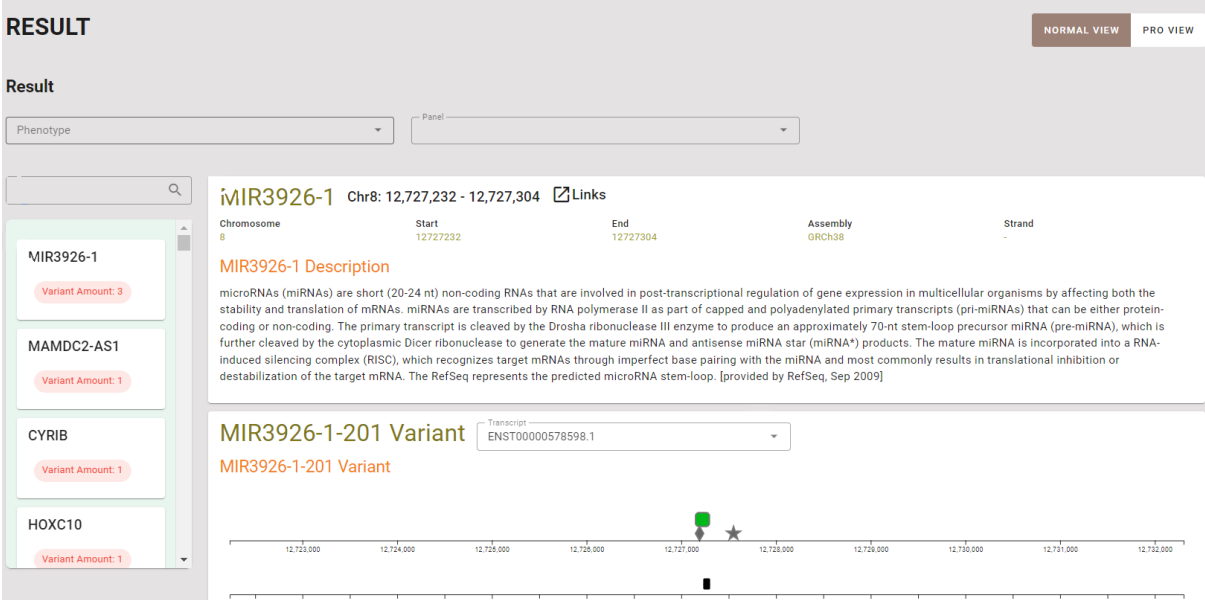 RESULT
NORMAL VIEW
PRO VIEW
Result
Phenotype
Panel
MIR3926-1 Chr8: 12,727,232 - 12,727,304 Links
Chromosome Start End Assembly Strand
8 12727232 12727304 GRCh38 -
MIR3926-1 Description
microRNAs (miRNAs) are short (20-24 nt) non-coding RNAs that are involved in post-transcriptional regulation of gene expression in multicellular organisms by affecting both the
stability and translation of mRNAs. miRNAs are transcribed by RNA polymerase II as part of capped and polyadenylated primary transcripts (pri-miRNAs) that can be either protein-
coding or non-coding. The primary transcript is cleaved by the Drosha ribonuclease III enzyme to produce an approximately 70-nt stem-loop precursor miRNA (pre-miRNA), which is
further cleaved by the cytoplasmic Dicer ribonuclease to generate the mature miRNA and antisense miRNA star (miRNA*) products. The mature miRNA is incorporated into a RNA-
induced silencing complex (RISC), which recognizes target mRNAs through imperfect base pairing with the miRNA and most commonly results in translational inhibition or
destabilization of the target mRNA. The RefSeq represents the predicted microRNA stem-loop. [provided by RefSeq, Sep 2009]
MIR3926-1
Variant Amount: 3
MAMDC2-AS1
Variant Amount: 1
CYRIB
Variant Amount: 1
HOXC10
Variant Amount: 1
MIR3926-1-201 Variant
Transcript
ENST00000578598.1
MIR3926-1-201 Variant
12,723,000 12,724,000 12,725,000 12,726,000 12,727,000 12,728,000 12,729,000 12,730,000 12,731,000 12,732,000